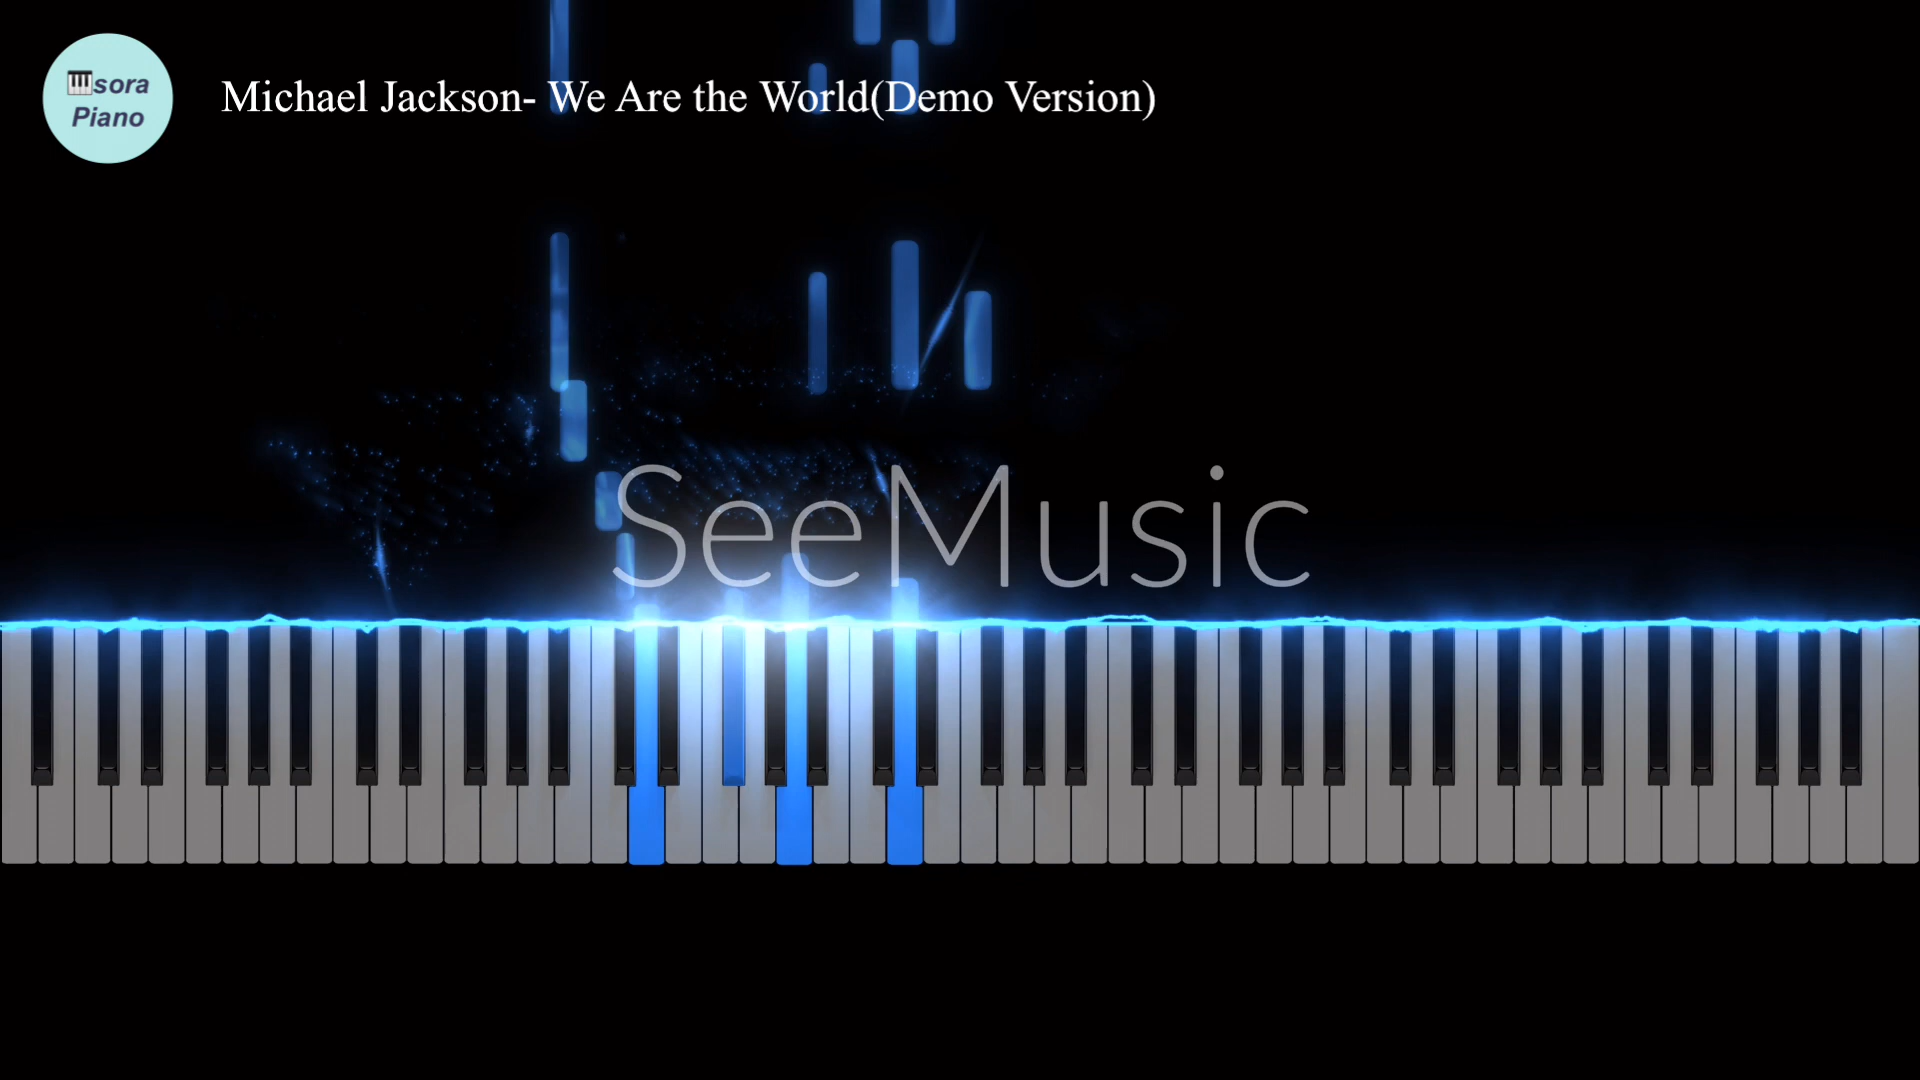 sora
Piano
Michael Jackson- We Are the World(Demo Version)
SeeMusic